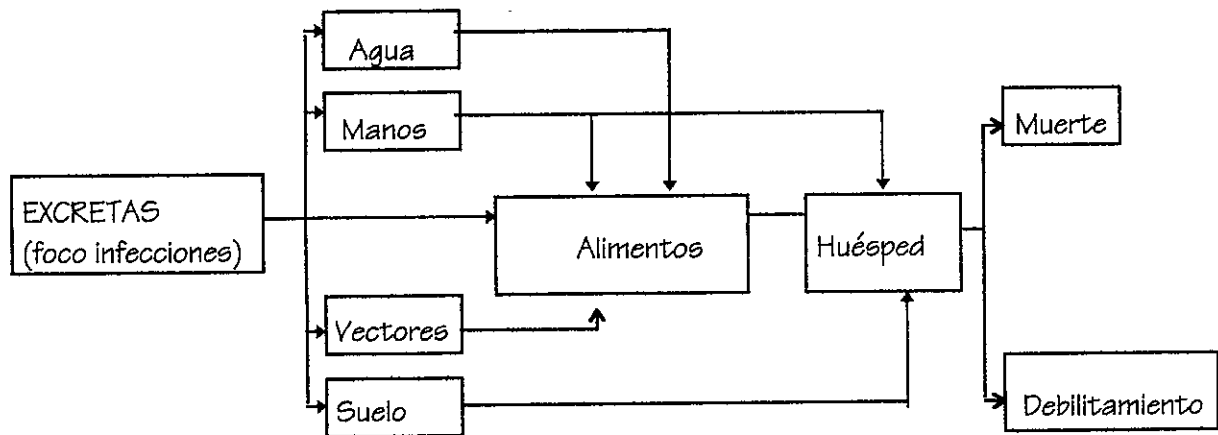 Agua
Manos
Muerte
EXCRETAS
(foco infecciones)
Alimentos
Huésped
Vectores
Suelo
Debilitamiento